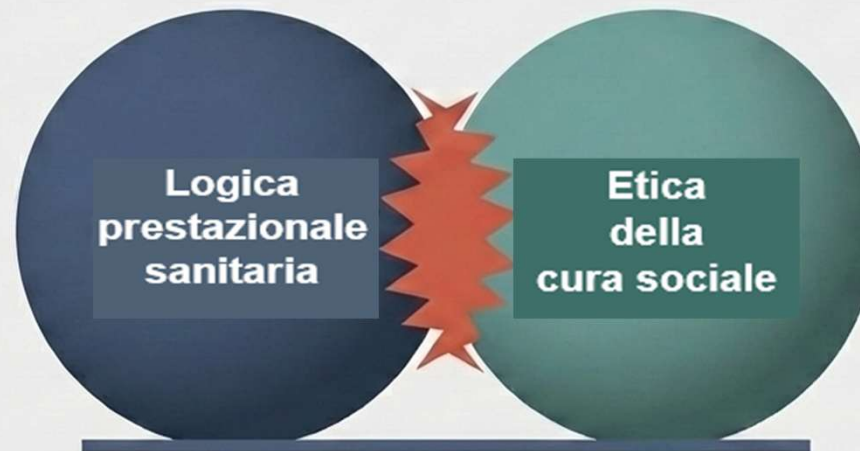 Logica
prestazionale
sanitaria
Etica
della
cura sociale